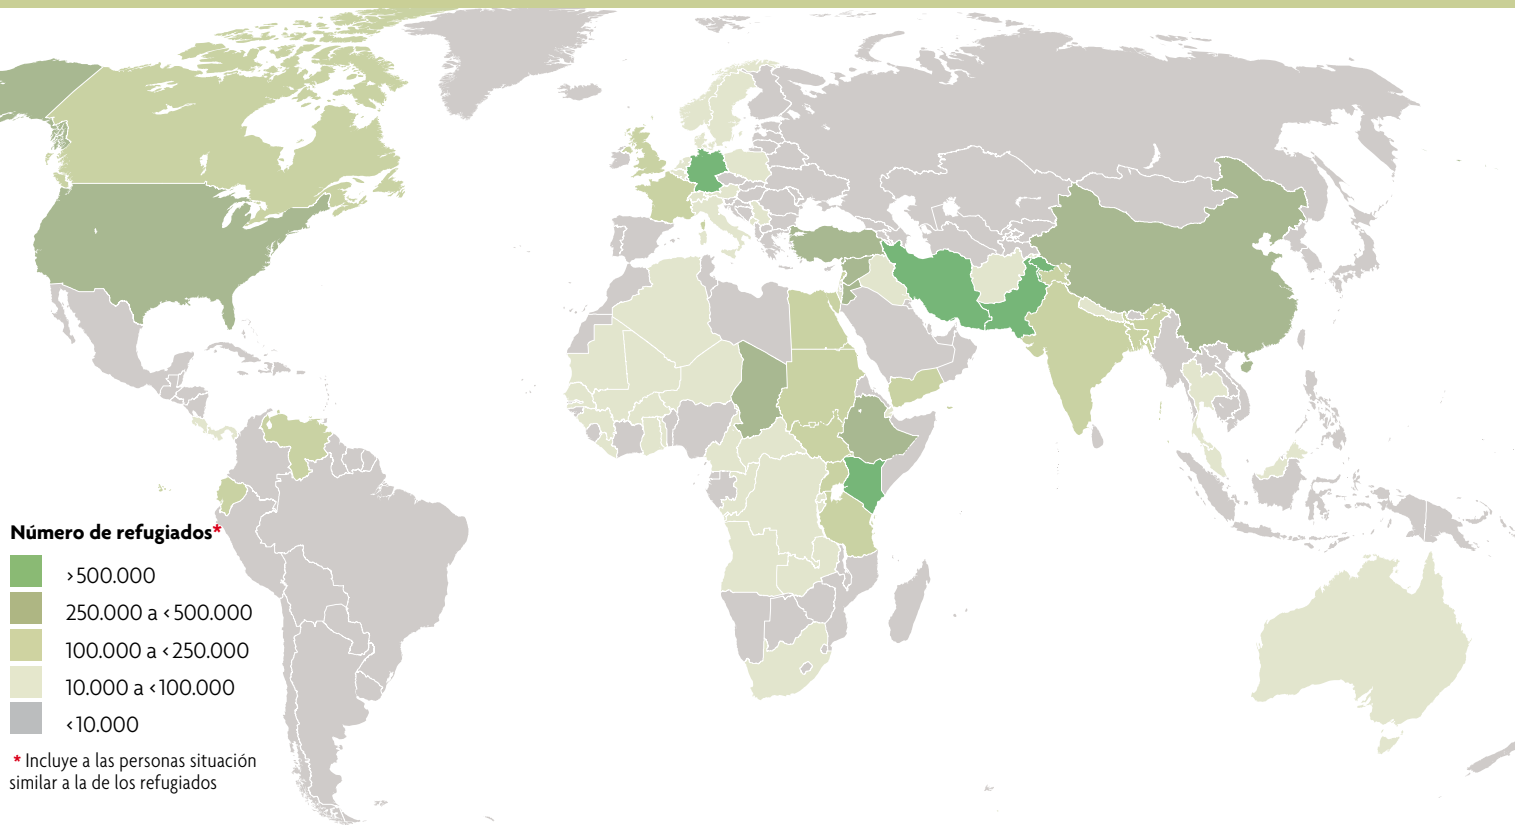 Número de refugiados*
>500.000
250.000 a <500.000
100.000 a <250.000
10.000 a <100.000
<10.000
* Incluye a las personas situación
similar a la de los refugiados